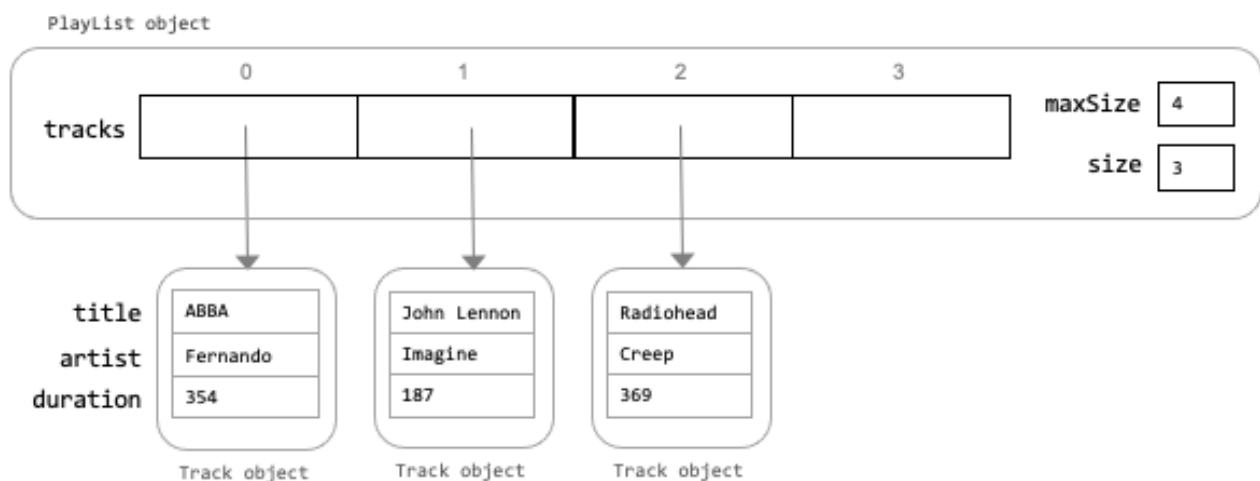 PlayList object
0 1 2 3
tracks
maxSize 4
size 3
title ABBA John Lennon Radiohead
artist Fernando Imagine Creep
duration 354 187 369
Track object Track object Track object